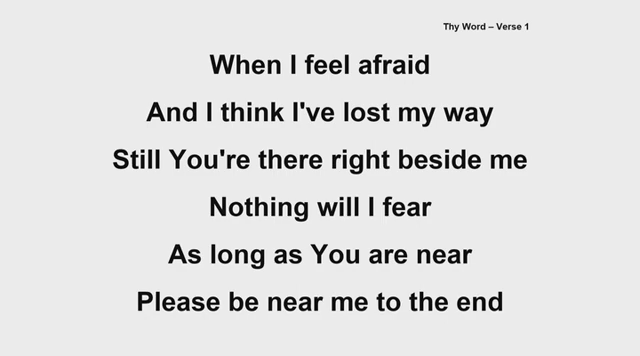 Thy Word – Verse 1
When I feel afraid
And I think I've lost my way
Still You're there right beside me
Nothing will I fear
As long as You are near
Please be near me to the end